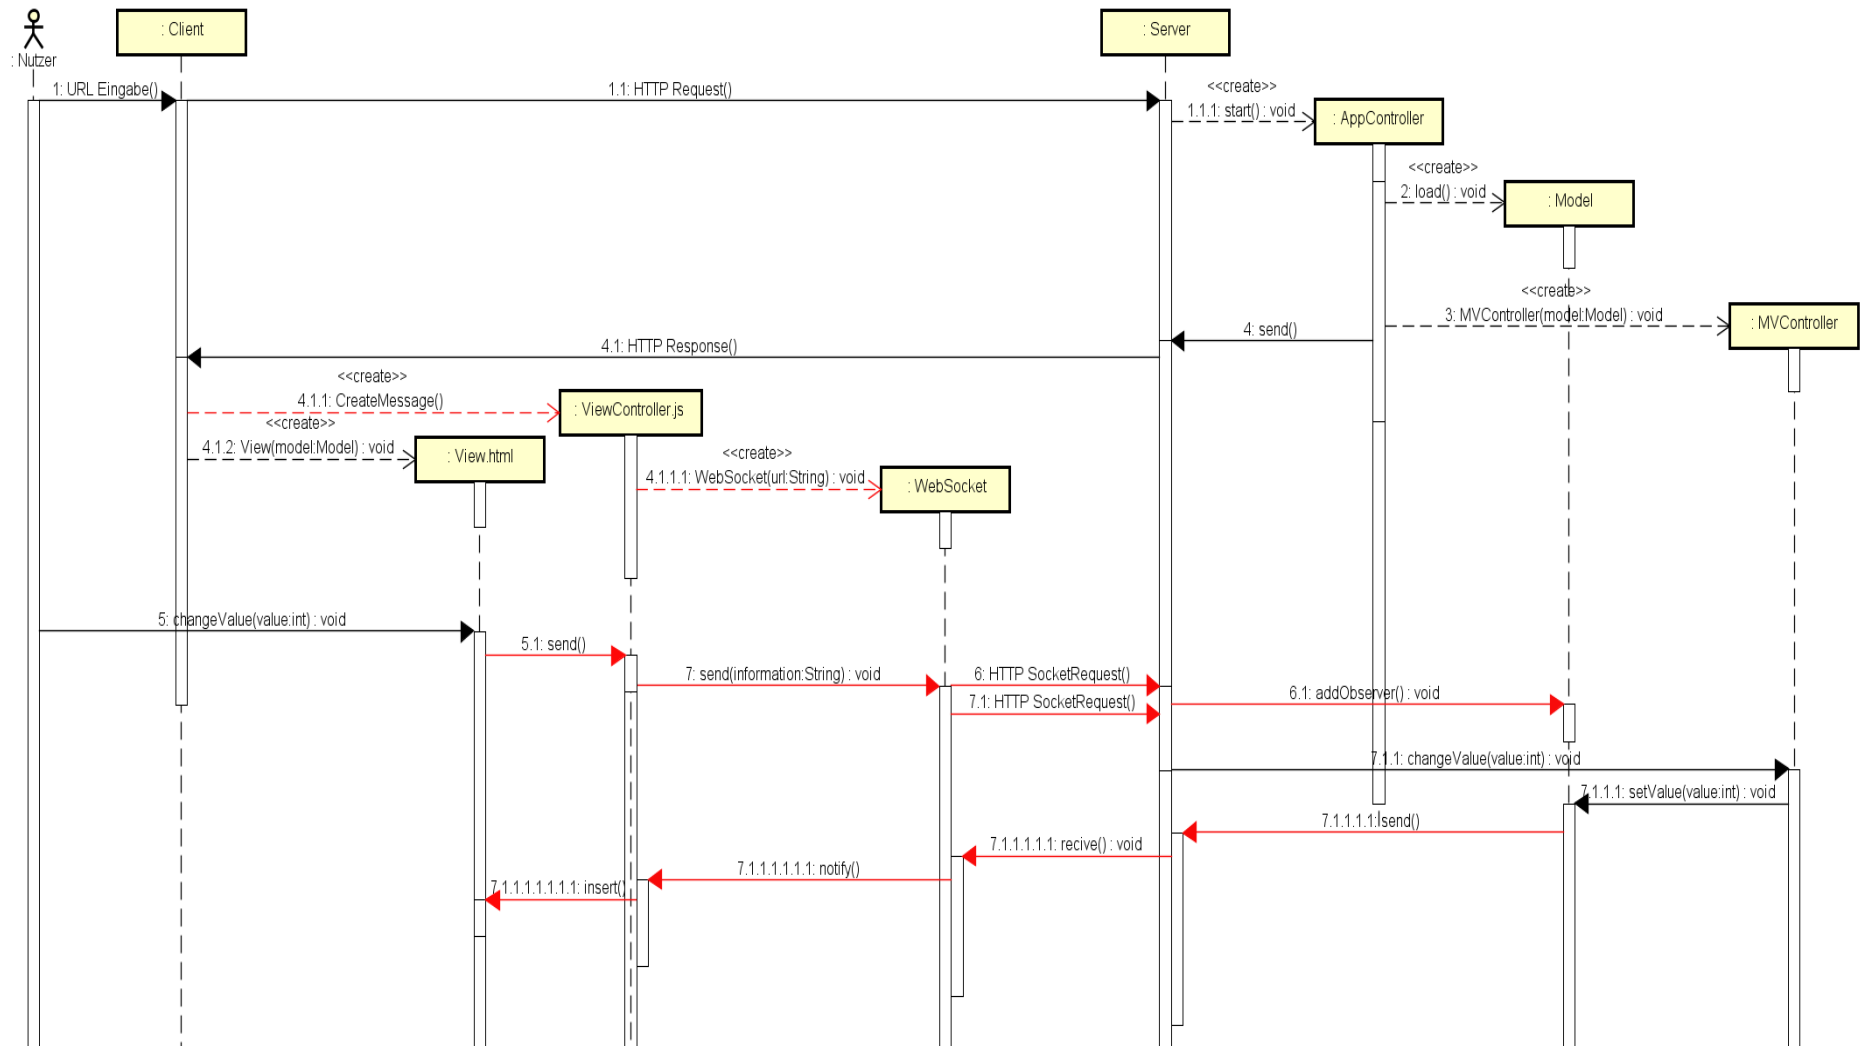 : Client
: Server
: Nutzer
1: URL Eingabe()
1.1: HTTP Request()
<<create>>
1.1.1: start() : void
: AppController
<<create>>
2: load() : void
: Model
<<create>>
3: MVController(model:Model) : void
: MVController
4: send()
4.1: HTTP Response()
<<create>>
4.1.1: CreateMessage()
: ViewController.js
<<create>>
4.1.2: View(model:Model) : void
: View.html
<<create>>
4.1.1.1: WebSocket(url:String) : void
: WebSocket
5: changeValue(value:int) : void
5.1: send()
7: send(information:String) : void
6: HTTP SocketRequest()
6.1: addObserver() : void
7.1: HTTP SocketRequest()
7.1.1: changeValue(value:int) : void
7.1.1.1: setValue(value:int) : void
7.1.1.1.1: send()
7.1.1.1.1.1: recive() : void
7.1.1.1.1.1.1: notify()
7.1.1.1.1.1.1.1: insert()